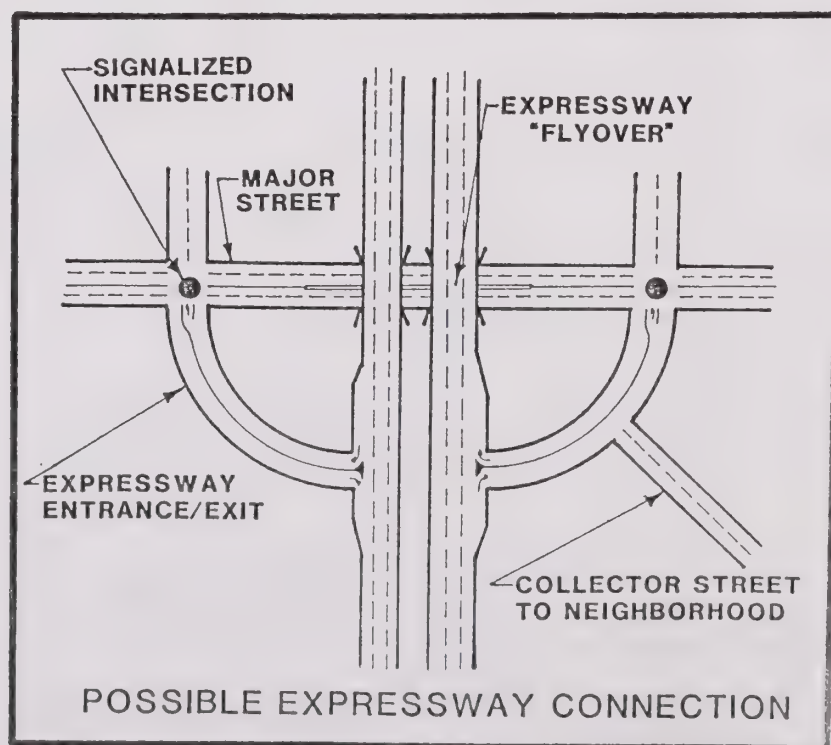 SIGNALIZED
INTERSECTION
EXPRESSWAY
"FLYOVER"
MAJOR
STREET
EXPRESSWAY
ENTRANCE/EXIT
COLLECTOR STREET
TO NEIGHBORHOOD
POSSIBLE EXPRESSWAY CONNECTION